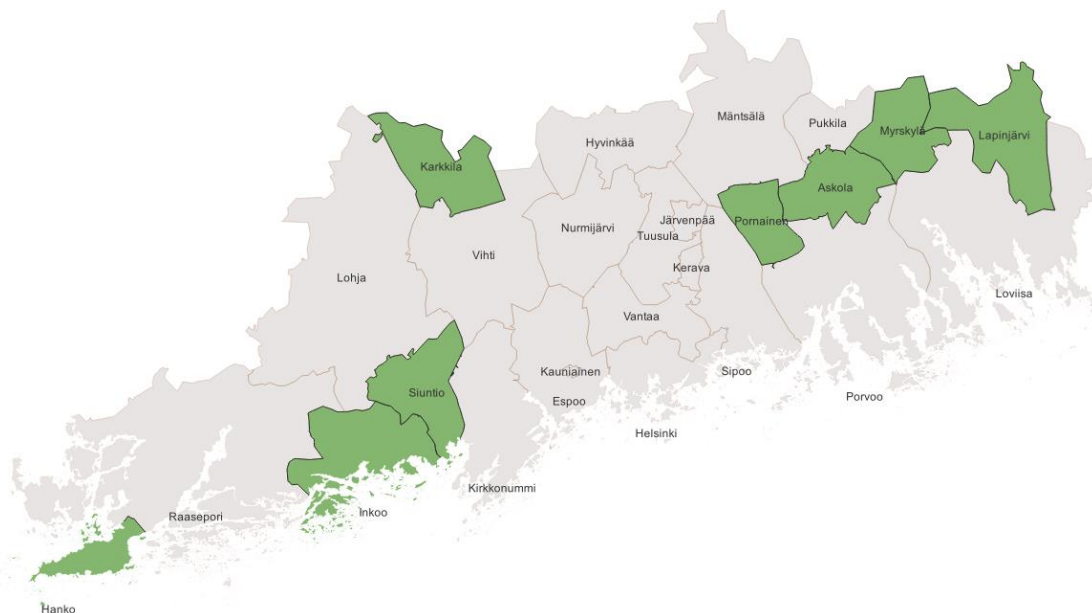 Mäntsälä
Pukkila
Myrskylä
Lapinjärvi
Hyvinkää
Karkkila
Askola
Pornainen
Järvenpää
Nurmijärvi
Tuusula
Vihti
Kerava
Lohja
Loviisa
Vantaa
Kauniainen
Sipoo
Siuntio
Espoo
Porvoo
Helsinki
Kirkkonummi
Inkoo
Raasepori
Hanko